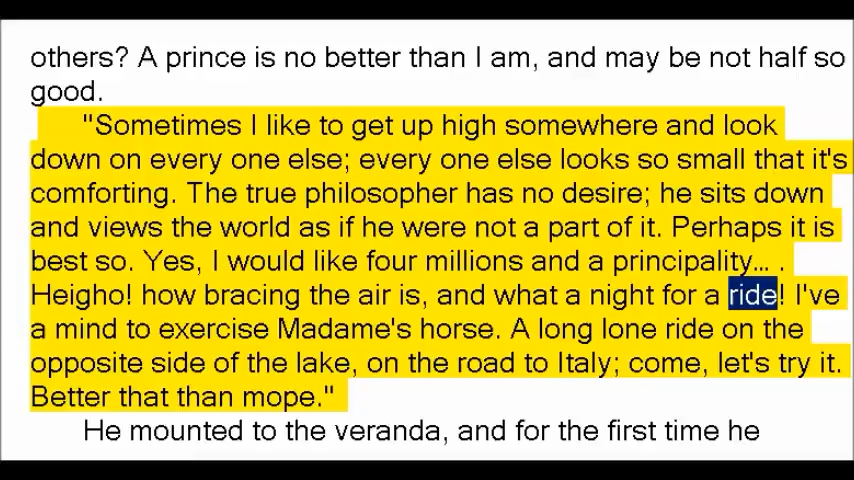 others? A prince is no better than I am, and may be not half so
good.
"Sometimes I like to get up high somewhere and look
down on every one else; every one else looks so small that it's
comforting. The true philosopher has no desire; he sits down
and views the world as if he were not a part of it. Perhaps it is
best so. Yes, I would like four millions and a principality... .
Heigho! how bracing the air is, and what a night for a ride! I've
a mind to exercise Madame's horse. A long lone ride on the
opposite side of the lake, on the road to Italy; come, let's try it.
Better that than mope."
He mounted to the veranda, and for the first time he